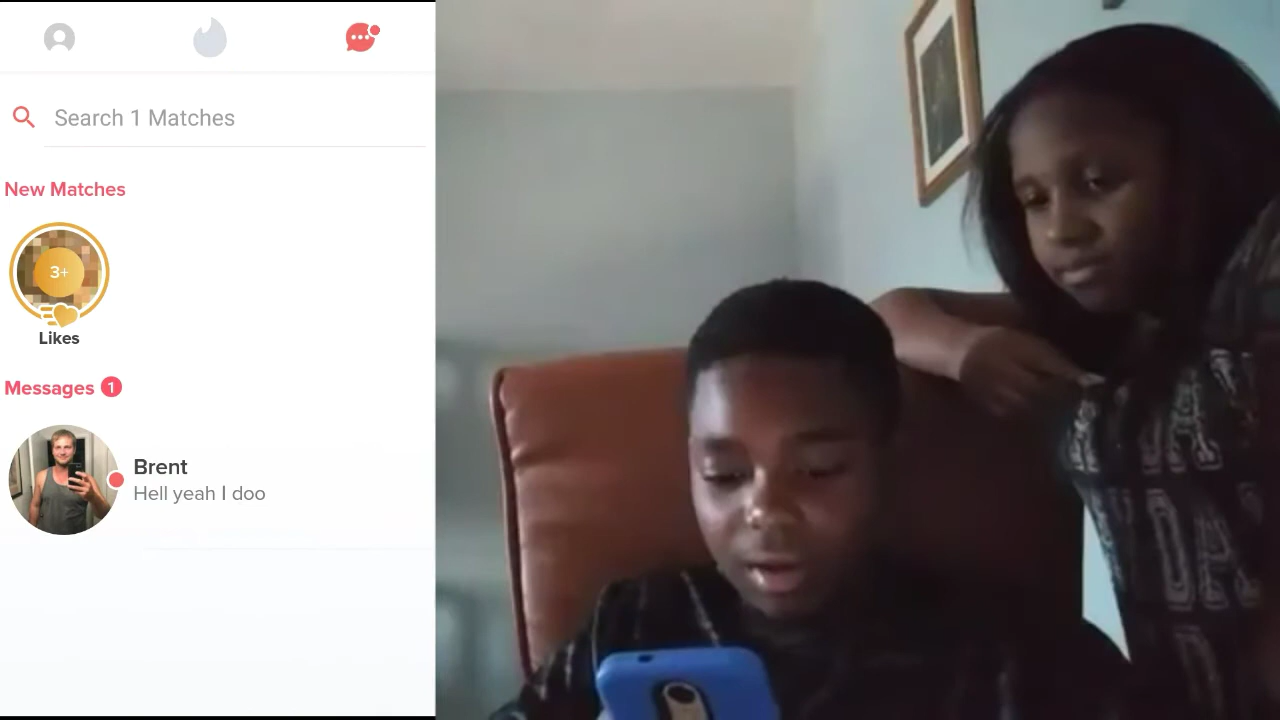 Search 1 Matches
New Matches
3+
Likes
Messages 1
Brent
Hell yeah I doo